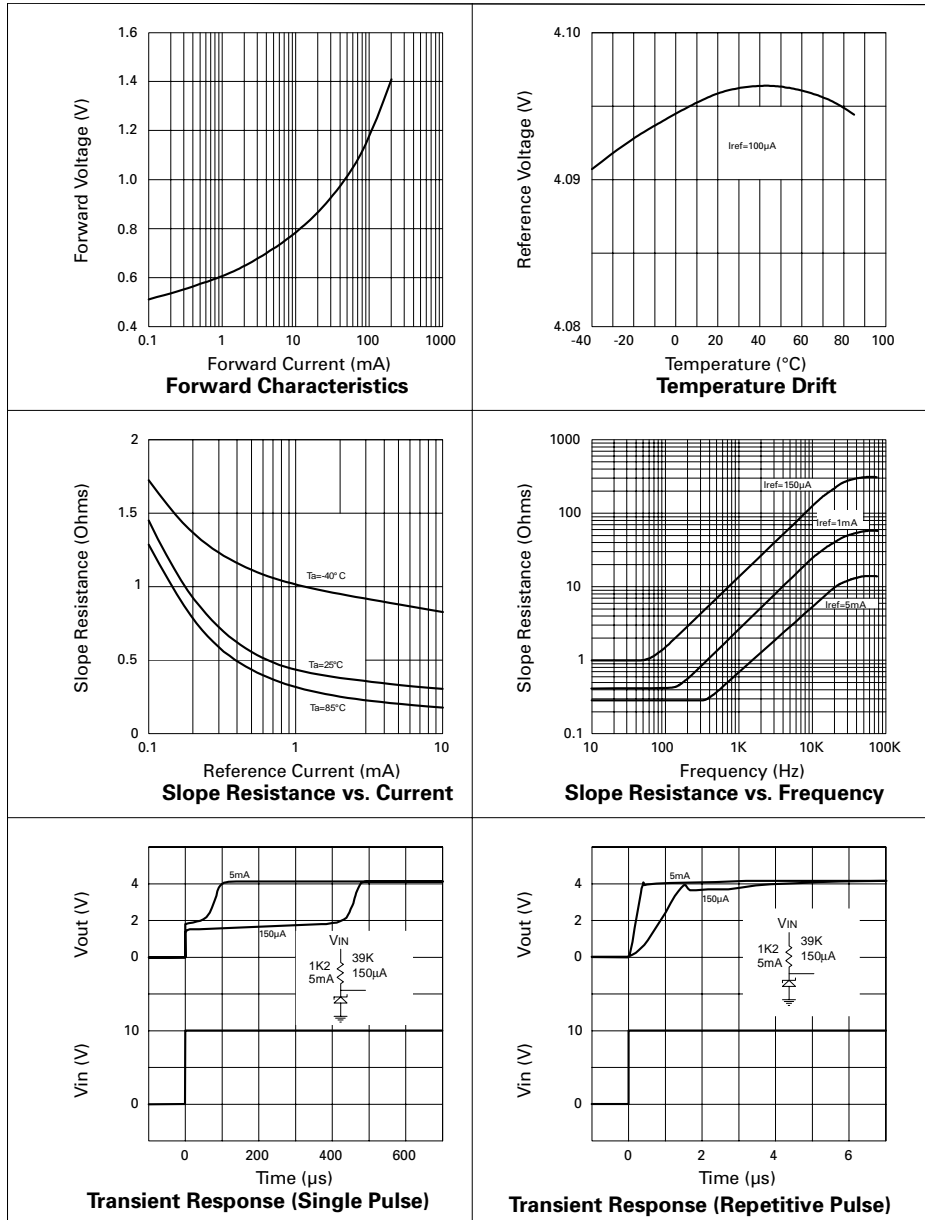 1.6
1.4
1.2
1.0
0.8
0.6
0.4
Forward Voltage (V)
0.1 1 10 100 1000
Forward Current (mA)
Forward Characteristics
4.10
4.09
4.08
Reference Voltage (V)
Iref=100µA
-40 -20 0 20 40 60 80 100
Temperature (°C)
Temperature Drift
2
1.5
1
0.5
0
Slope Resistance (Ohms)
Ta=-40°C
Ta=25°C
Ta=85°C
0.1 1 10
Reference Current (mA)
Slope Resistance vs. Current
1000
100
10
1
0.1
Slope Resistance (Ohms)
Iref=150µA
Iref=1mA
Iref=5mA
10 100 1K 10K 100K
Frequency (Hz)
Slope Resistance vs. Frequency
4
2
0
Vout (V)
5mA
150µA
VIN
1K2 39K
5mA 150µA
10
0
Vin (V)
0 200 400 600
Time (µs)
Transient Response (Single Pulse)
4
2
0
Vout (V)
5mA
150µA
VIN
1K2 39K
5mA 150µA
10
0
Vin (V)
0 2 4 6
Time (µs)
Transient Response (Repetitive Pulse)